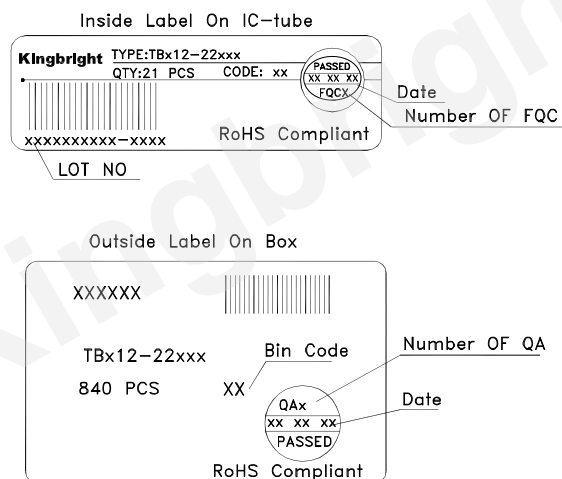 Inside Label On IC-tube
Kingbright TYPE:TBx12-22xxx
QTY:21 PCS CODE: xx
PASSED
xx xx xx
FQCX
Date
Number OF FQC
RoHS Compliant
xxxxxxxxxx-xxxx
LOT NO
Outside Label On Box
XXXXXX
TBx12-22xxx
Bin Code
Number OF QA
840 PCS
XX
QAx
Date
xx xx xx
PASSED
RoHS Compliant
kingbright